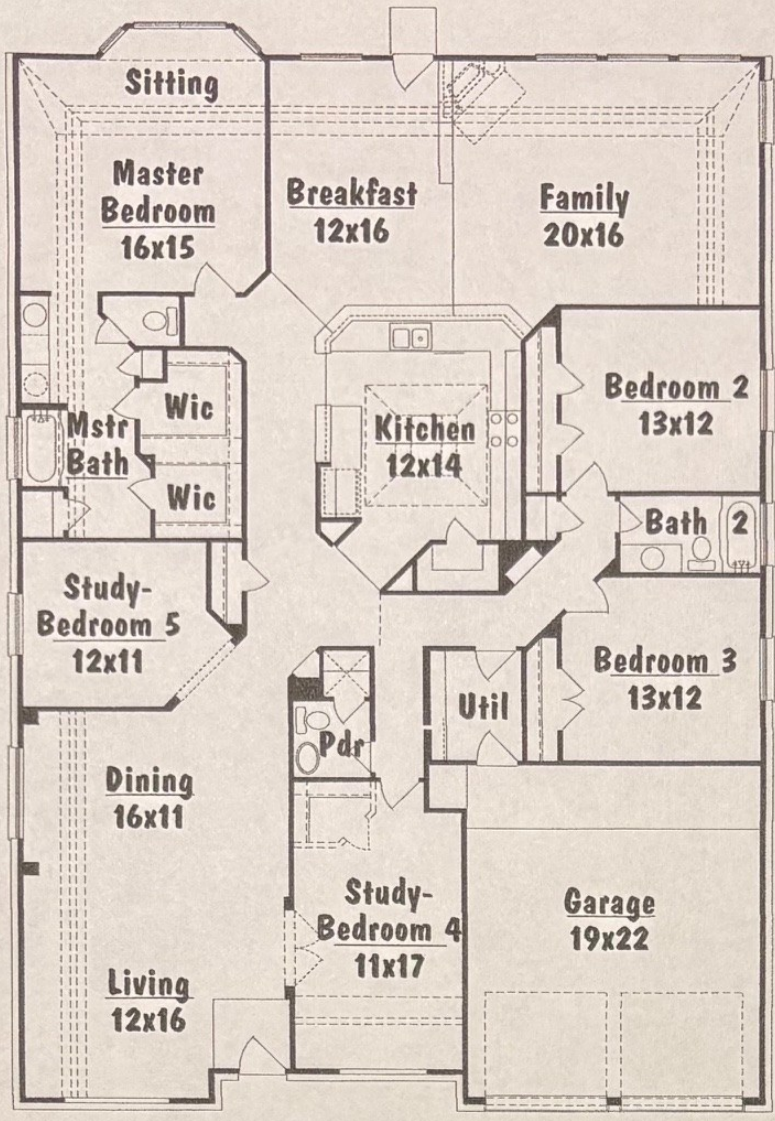 Sitting
Master
Bedroom
16x15
Breakfast
12x16
Family
20x16
Wic
Mstr
Bath
Wic
Kitchen
12x14
Bedroom 2
13x12
Bath 2
Study-
Bedroom 5
12x11
Bedroom 3
13x12
Util
Pdr
Dining
16x11
Study-
Bedroom 4
11x17
Garage
19x22
Living
12x16